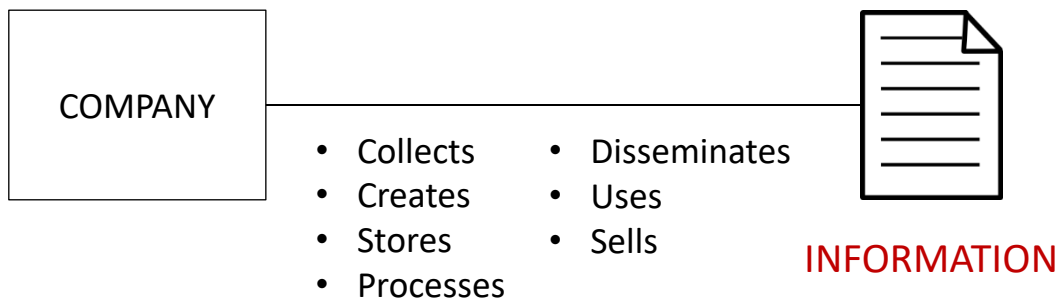 COMPANY
• Collects
• Creates
• Stores
• Processes
• Disseminates
• Uses
• Sells
INFORMATION